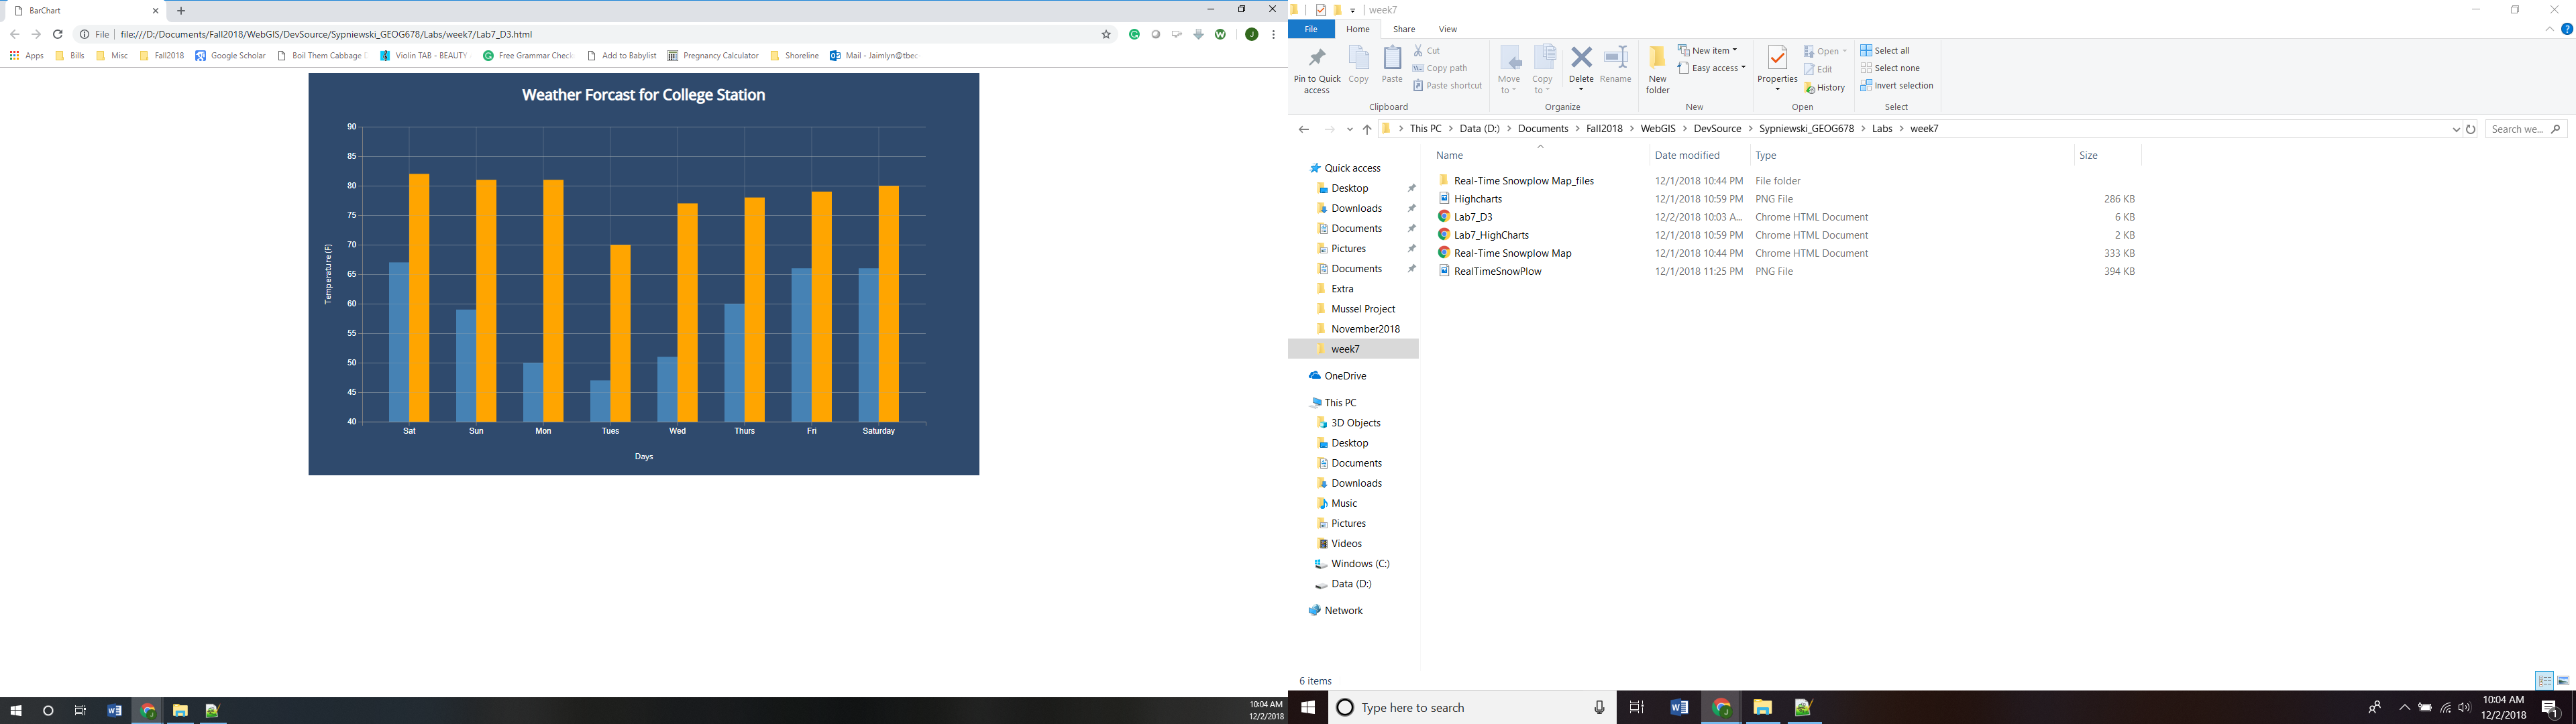 BarChart
File | file:///D:/Documents/Fall2018/WebGIS/DevSource/Sypniewski_GEOG678/Labs/week7/Lab7_D3.html
Apps Bills Misc Fall2018 Google Scholar Boil Them Cabbage Violin TAB - BEAUTY Free Grammar Check Add to Babylist Pregnancy Calculator Shoreline Mail - Jaimlyn@tbec
Weather Forcast for College Station
90
85
80
75
70
65
60
55
50
45
40
Temperature (F)
Sat Sun Mon Tues Wed Thurs Fri Saturday
Days
10:04 AM
12/2/2018
week7
File Home Share View
Pin to Quick access
Copy
Paste
Cut
Copy path
Paste shortcut
Clipboard
Move to
Copy to
Delete
Rename
Organize
New folder
New item
Easy access
New
Properties
Open
Edit
History
Open
Select all
Select none
Invert selection
Select
This PC > Data (D:) > Documents > Fall2018 > WebGIS > DevSource > Sypniewski_GEOG678 > Labs > week7
Search we...
Name Date modified Type Size
Real-Time Snowplow Map_files 12/1/2018 10:44 PM File folder
Highcharts 12/1/2018 10:59 PM PNG File 286 KB
Lab7_D3 12/2/2018 10:03 A... Chrome HTML Document 6 KB
Lab7_HighCharts 12/1/2018 10:59 PM Chrome HTML Document 2 KB
Real-Time Snowplow Map 12/1/2018 10:44 PM Chrome HTML Document 333 KB
RealTimeSnowPlow 12/1/2018 11:25 PM PNG File 394 KB
Quick access
Desktop
Downloads
Documents
Pictures
Documents
Extra
Mussel Project
November2018
week7
OneDrive
This PC
3D Objects
Desktop
Documents
Downloads
Music
Pictures
Videos
Windows (C:)
Data (D:)
Network
6 items
Type here to search
10:04 AM
12/2/2018
1